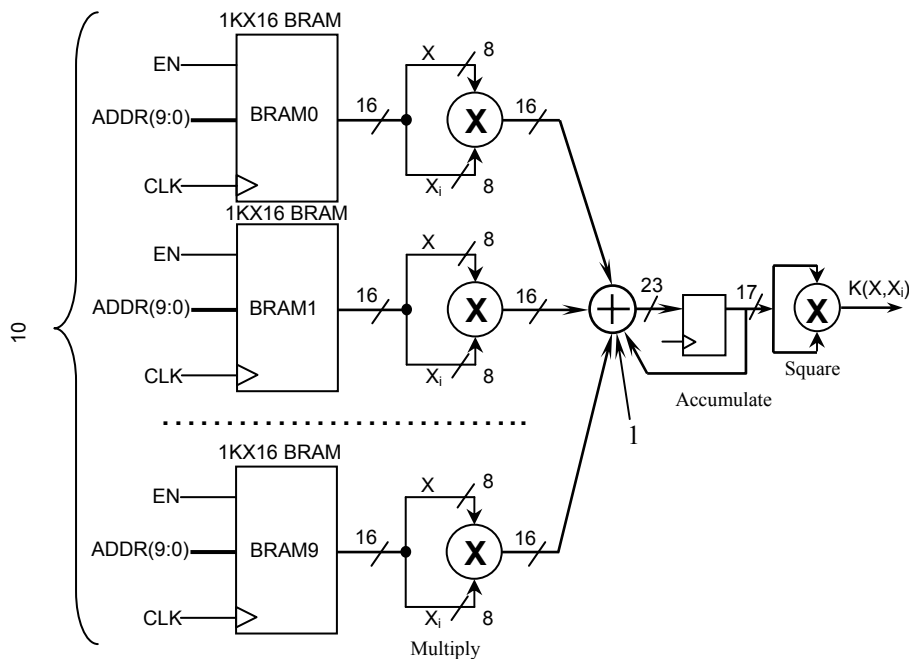 1KX16 BRAM
EN
ADDR(9:0)
CLK
BRAM0
16
X
8
X
Xi
8
16
1KX16 BRAM
EN
ADDR(9:0)
CLK
BRAM1
16
X
8
X
Xi
8
16
10
1KX16 BRAM
EN
ADDR(9:0)
CLK
BRAM9
16
X
8
X
Xi
8
16
Multiply
1
23
17
Accumulate
X
Square
K(X,Xi)